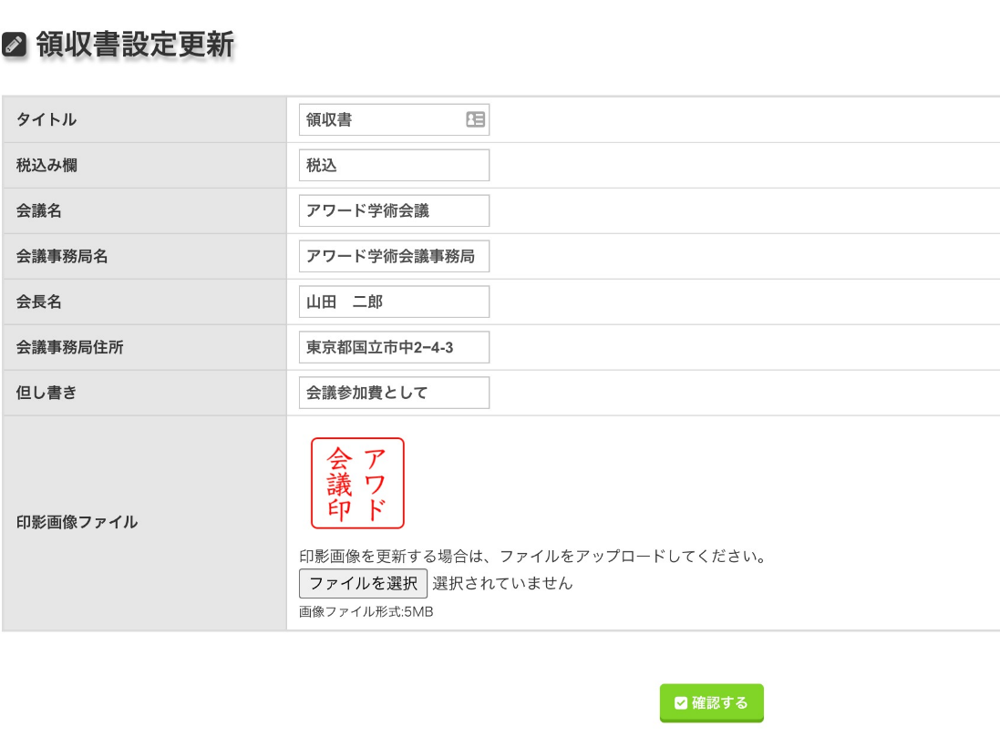 領収書設定更新
タイトル 領収書
税込み欄 税込
会議名 アワード学術会議
会議事務局名 アワード学術会議事務局
会長名 山田　二郎
会議事務局住所 東京都国立市中2−4-3
但し書き 会議参加費として
印影画像ファイル
アワド
会議印
印影画像を更新する場合は、ファイルをアップロードしてください。
ファイルを選択 選択されていません
画像ファイル形式:5MB
確認する